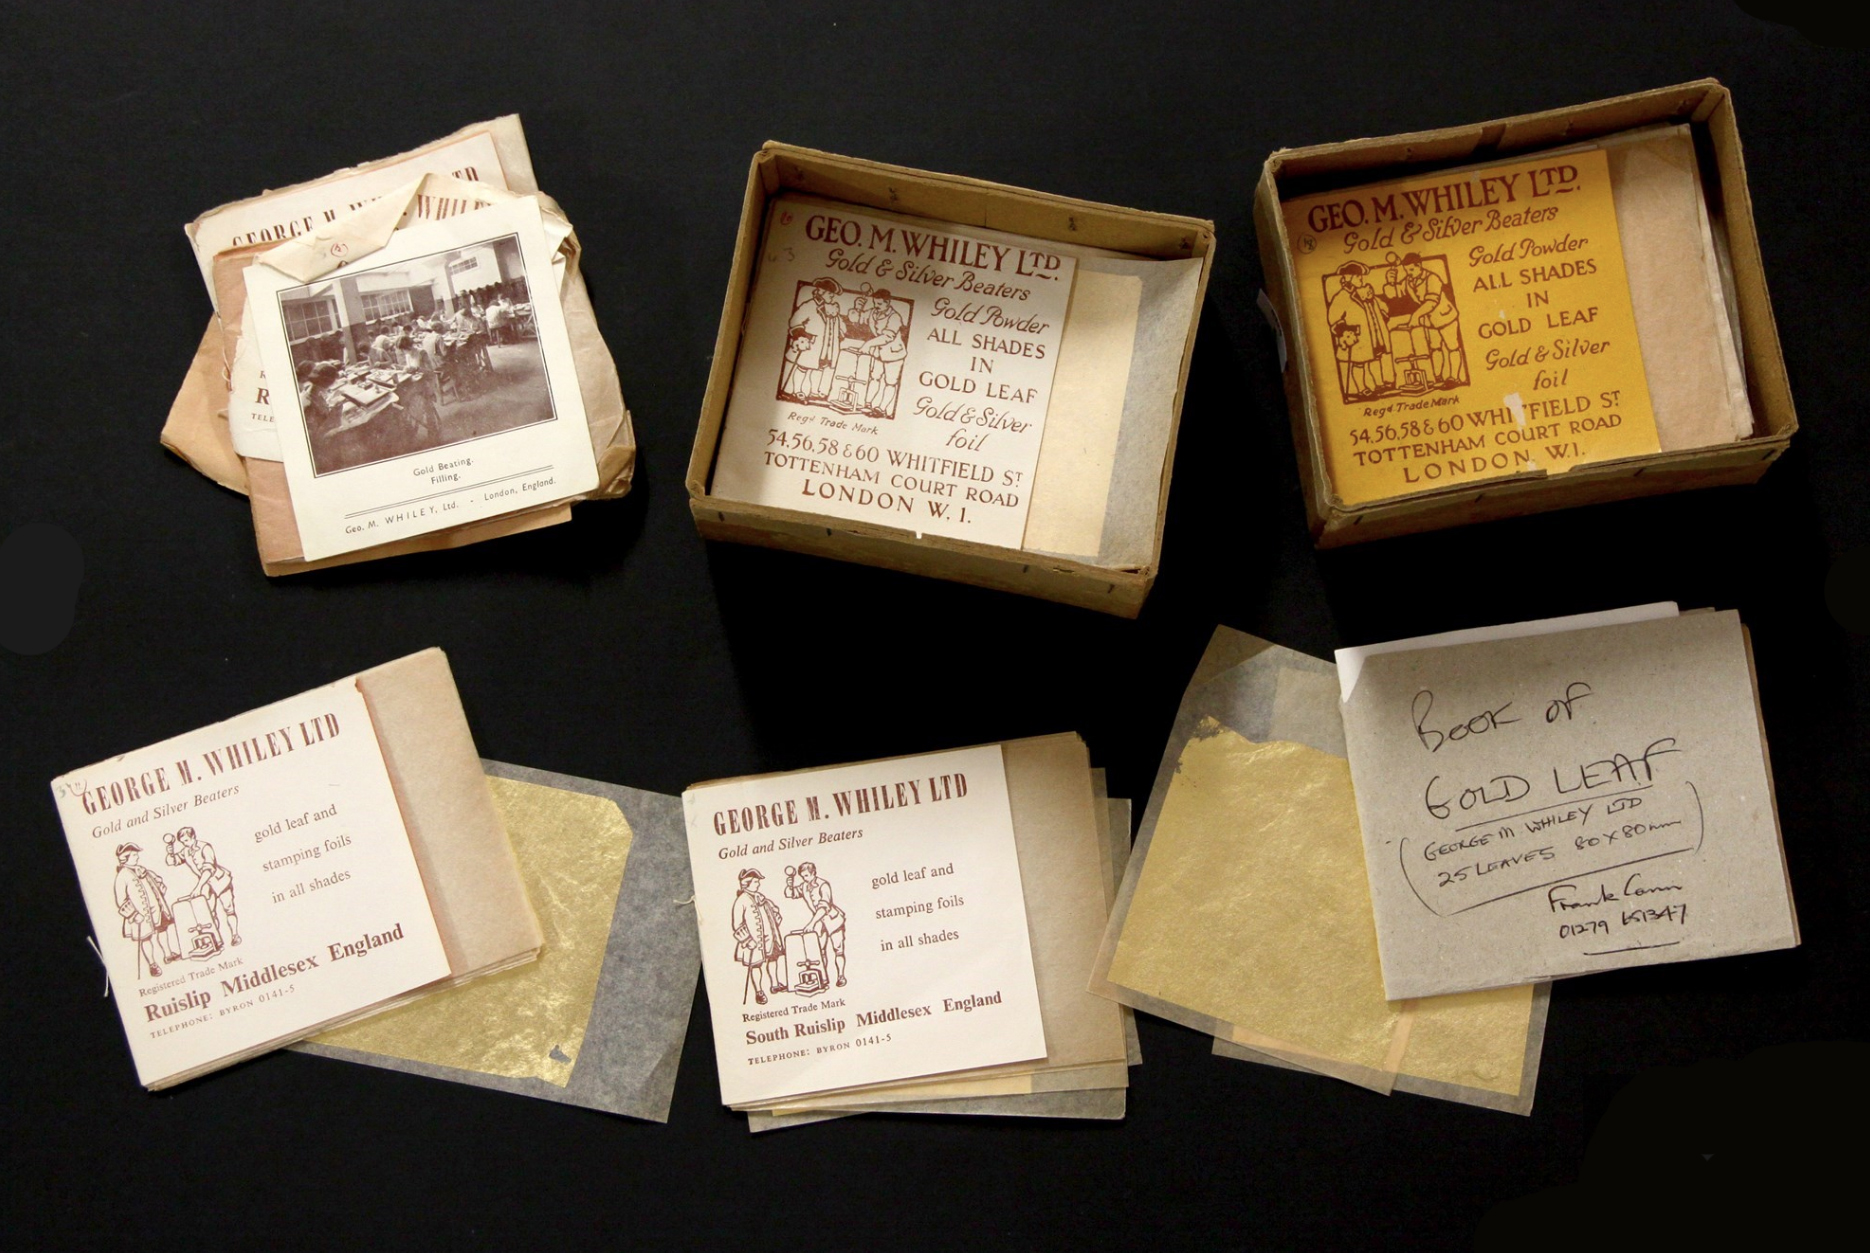 GEORGE M. WHILEY LTD
Gold Beating.
Filling.
Geo. M. WHILEY, Ltd. - London, England.
GEO. M. WHILEY LTD.
Gold & Silver Beaters
Gold Powder
ALL SHADES
IN
GOLD LEAF
Gold & Silver
foil
Regd Trade Mark
54, 56, 58 & 60 WHITFIELD ST
TOTTENHAM COURT ROAD
LONDON W. 1.
GEO. M. WHILEY LTD.
Gold & Silver Beaters
Gold Powder
ALL SHADES
IN
GOLD LEAF
Gold & Silver
foil
Regd Trade Mark
54, 56, 58 & 60 WHITFIELD ST
TOTTENHAM COURT ROAD
LONDON. W.1.
GEORGE M. WHILEY LTD
Gold and Silver Beaters
gold leaf and
stamping foils
in all shades
Registered Trade Mark
Ruislip Middlesex England
TELEPHONE: BYRON 0141-5
GEORGE M. WHILEY LTD
Gold and Silver Beaters
gold leaf and
stamping foils
in all shades
Registered Trade Mark
South Ruislip Middlesex England
TELEPHONE: BYRON 0141-5
BOOK OF
GOLD LEAF
(GEORGE M WHILEY LTD
25 LEAVES 80 X 80mm)
Frank
01279